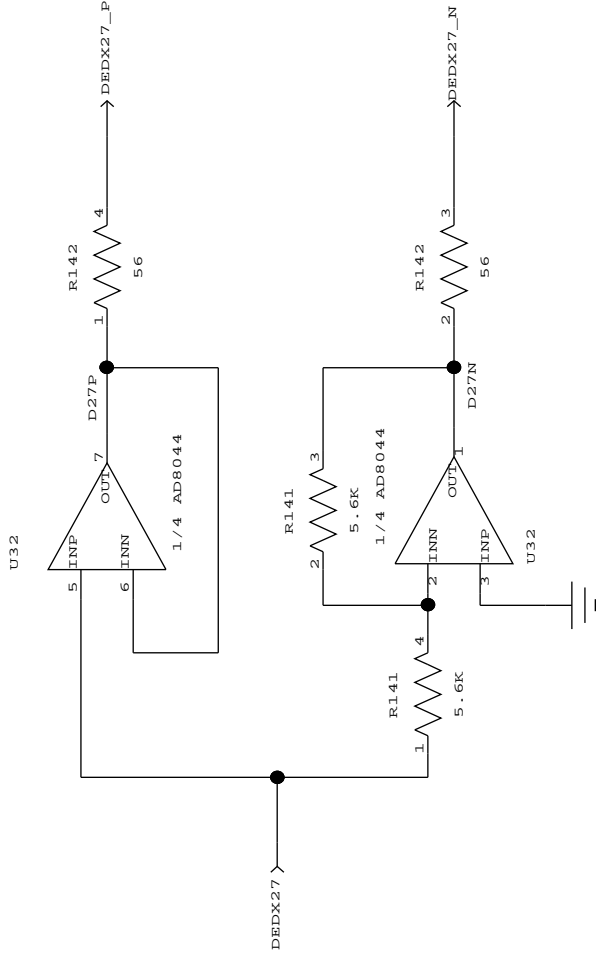 DEDX27_P
DEDX27_N
4
R142
56
1
3
R142
56
2
D27P
D27N
7
OUT
1/4 AD8044
U32
INP
INN
5
6
3
R141
5.6K
2
1/4 AD8044
1
OUT
INN
INP
U32
2
3
4
R141
5.6K
1
DEDX27